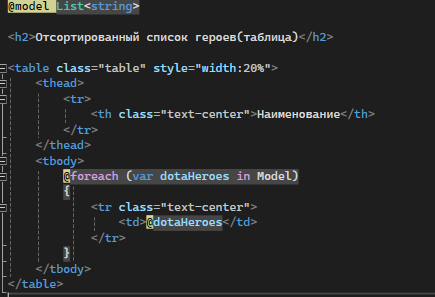 @model List<string>
<h2>Отсортированный список героев(таблица)</h2>
<table class="table" style="width:20%">
<thead>
<tr>
<th class="text-center">Наименование</th>
</tr>
</thead>
<tbody>
@foreach (var dotaHeroes in Model)
{
<tr class="text-center">
<td>@dotaHeroes</td>
</tr>
}
</tbody>
</table>